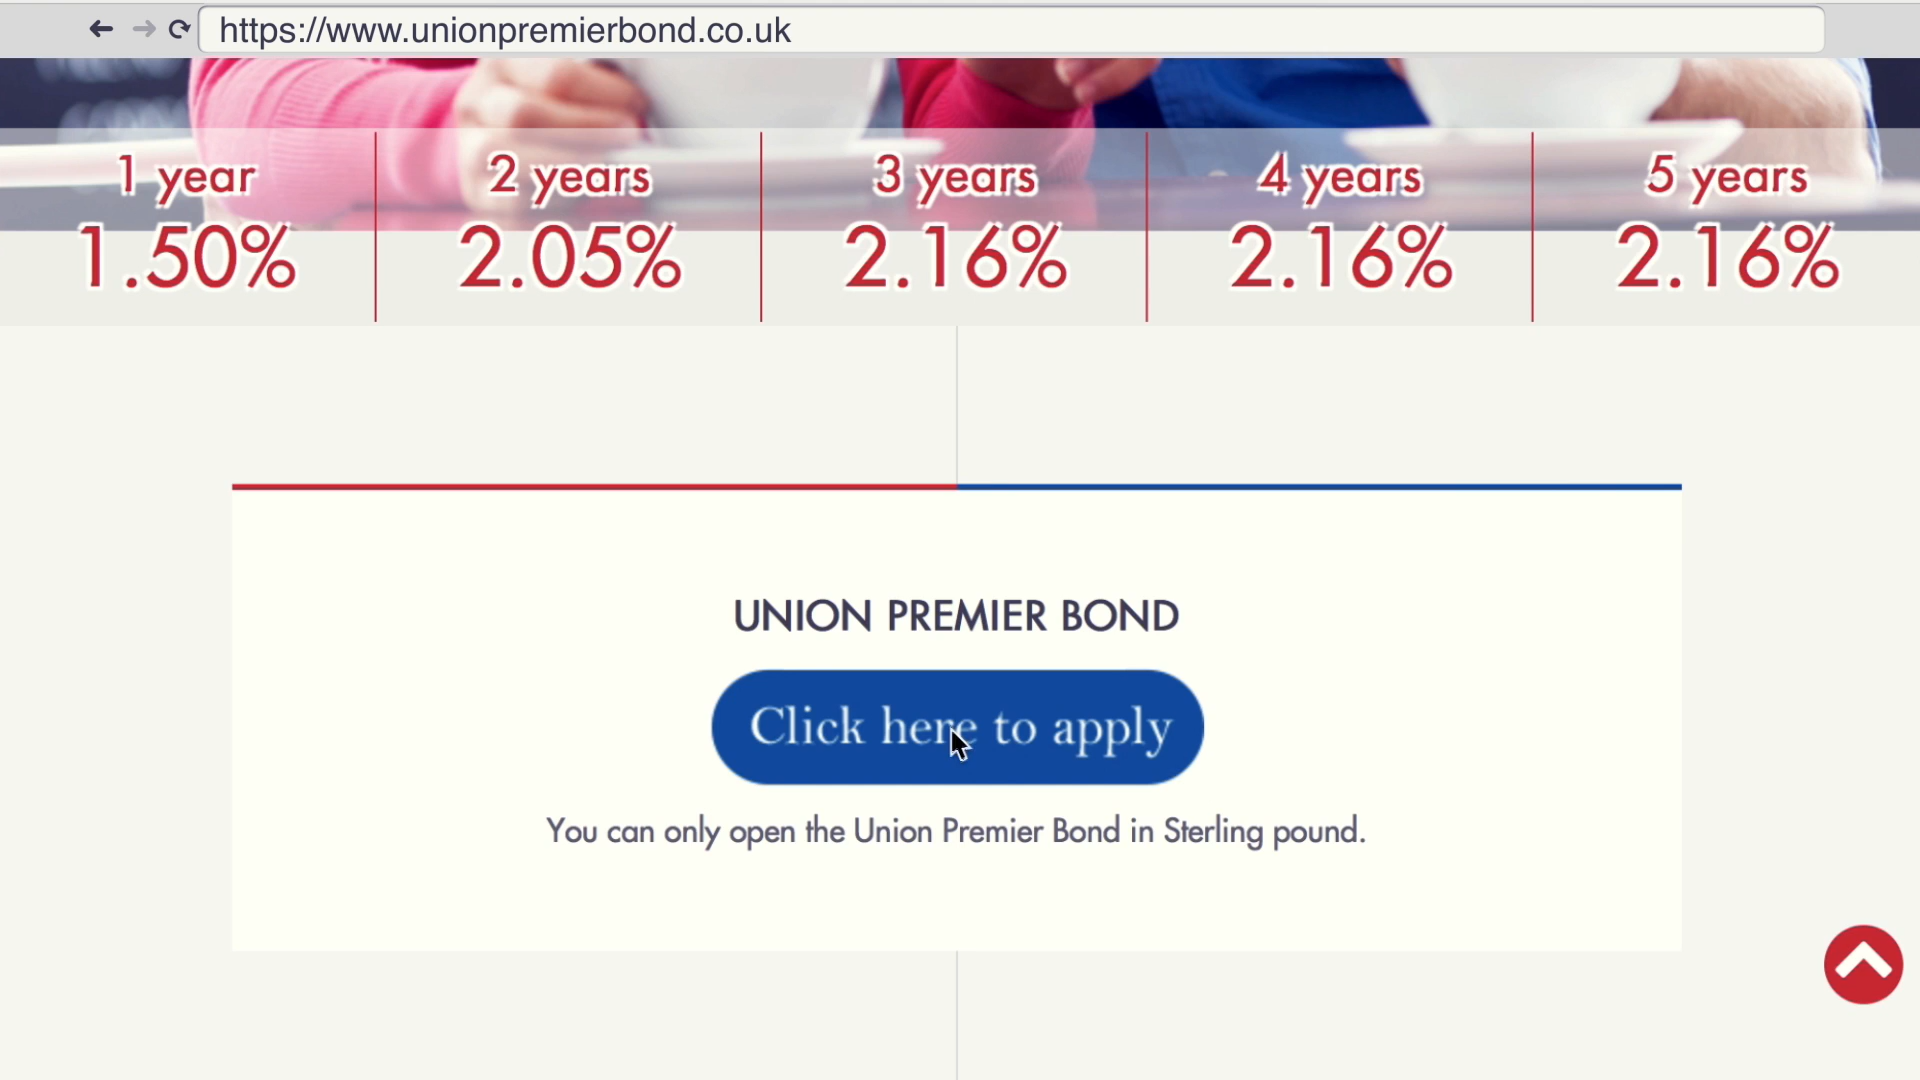 https://www.unionpremierbond.co.uk
1 year 2 years 3 years 4 years 5 years
1.50% 2.05% 2.16% 2.16% 2.16%
UNION PREMIER BOND
Click here to apply
You can only open the Union Premier Bond in Sterling pound.